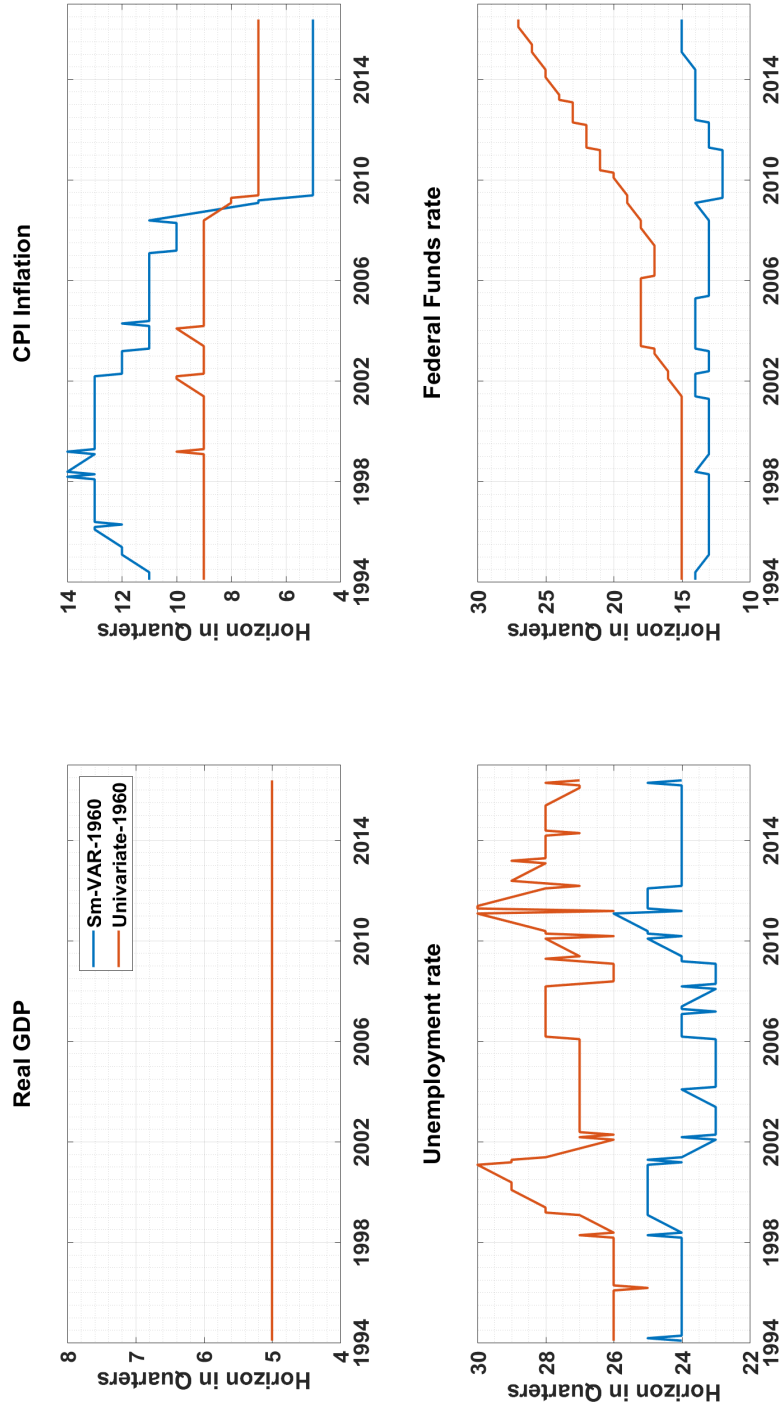 Real GDP
Horizon in Quarters
8
7
6
5
4
Sm-VAR-1960
Univariate-1960
1994 1998 2002 2006 2010 2014
CPI Inflation
Horizon in Quarters
14
12
10
8
6
4
1994 1998 2002 2006 2010 2014
Unemployment rate
Horizon in Quarters
30
28
26
24
22
1994 1998 2002 2006 2010 2014
Federal Funds rate
Horizon in Quarters
30
25
20
15
10
1994 1998 2002 2006 2010 2014